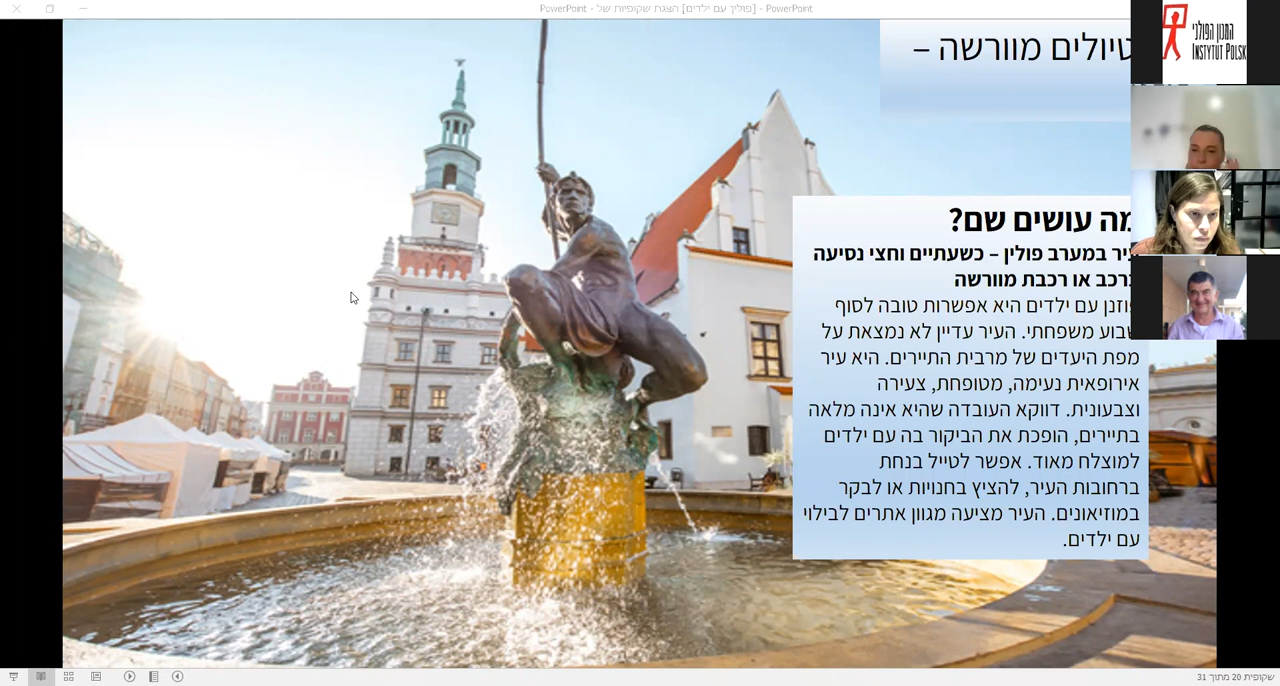 PowerPoint - [פולין עם ילדים] הצגת שקופיות של - PowerPoint
המכון הפולני
INSTYTUT POLSK
טיולים מוורשה –
מה עושים שם?
עיר במערב פולין – כשעתיים וחצי נסיעה
ברכב או רכבת מוורשה
פוזנן עם ילדים היא אפשרות טובה לסוף
שבוע משפחתי. העיר עדיין לא נמצאת על
מפת היעדים של מרבית התיירים. היא עיר
אירופאית נעימה, מטופחת, צעירה
וצבעונית. דווקא העובדה שהיא אינה מלאה
בתיירים, הופכת את הביקור בה עם ילדים
למוצלח מאוד. אפשר לטייל בנחת
ברחובות העיר, להציץ בחנויות או לבקר
במוזיאונים. העיר מציעה מגוון אתרים לבילוי
עם ילדים.
שקופית 20 מתוך 31